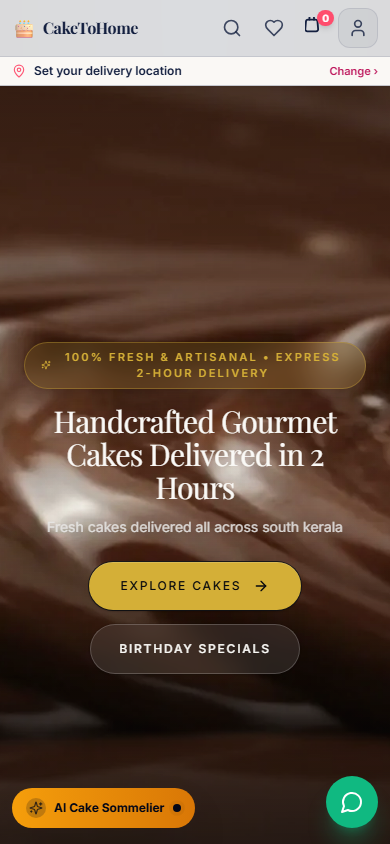 CakeToHome
0
Set your delivery location
Change ›
100% FRESH & ARTISANAL • EXPRESS
2-HOUR DELIVERY
Handcrafted Gourmet
Cakes Delivered in 2
Hours
Fresh cakes delivered all across south kerala
EXPLORE CAKES →
BIRTHDAY SPECIALS
AI Cake Sommelier